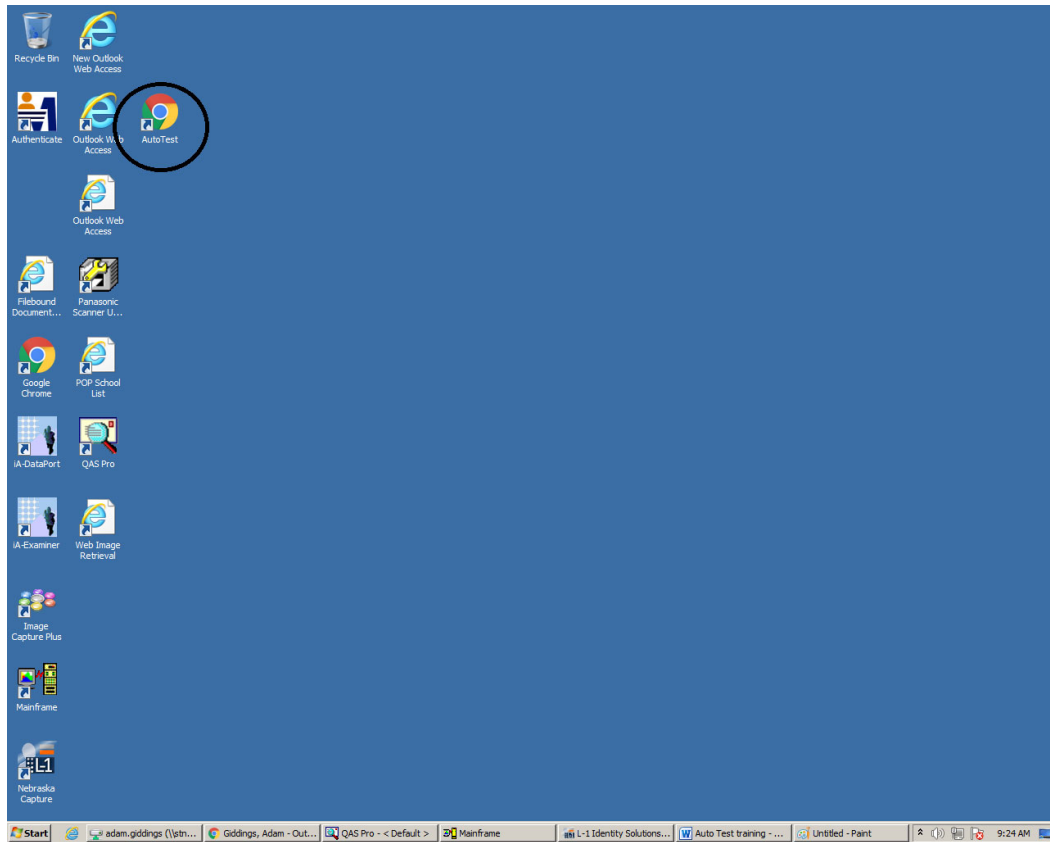 Recycle Bin
New Outlook
Web Access
Authenticate
Outlook Web
Access
AutoTest
Outlook Web
Access
Filebound
Document...
Panasonic
Scanner U...
Google
Chrome
POP School
List
iA-DataPort
QAS Pro
iA-Examiner
Web Image
Retrieval
Image
Capture Plus
Mainframe
L1
Nebraska
Capture
Start
adam.giddings (\\stn...
Giddings, Adam - Out...
QAS Pro - < Default >
Mainframe
L-1 Identity Solutions...
Auto Test training - ...
Untitled - Paint
9:24 AM